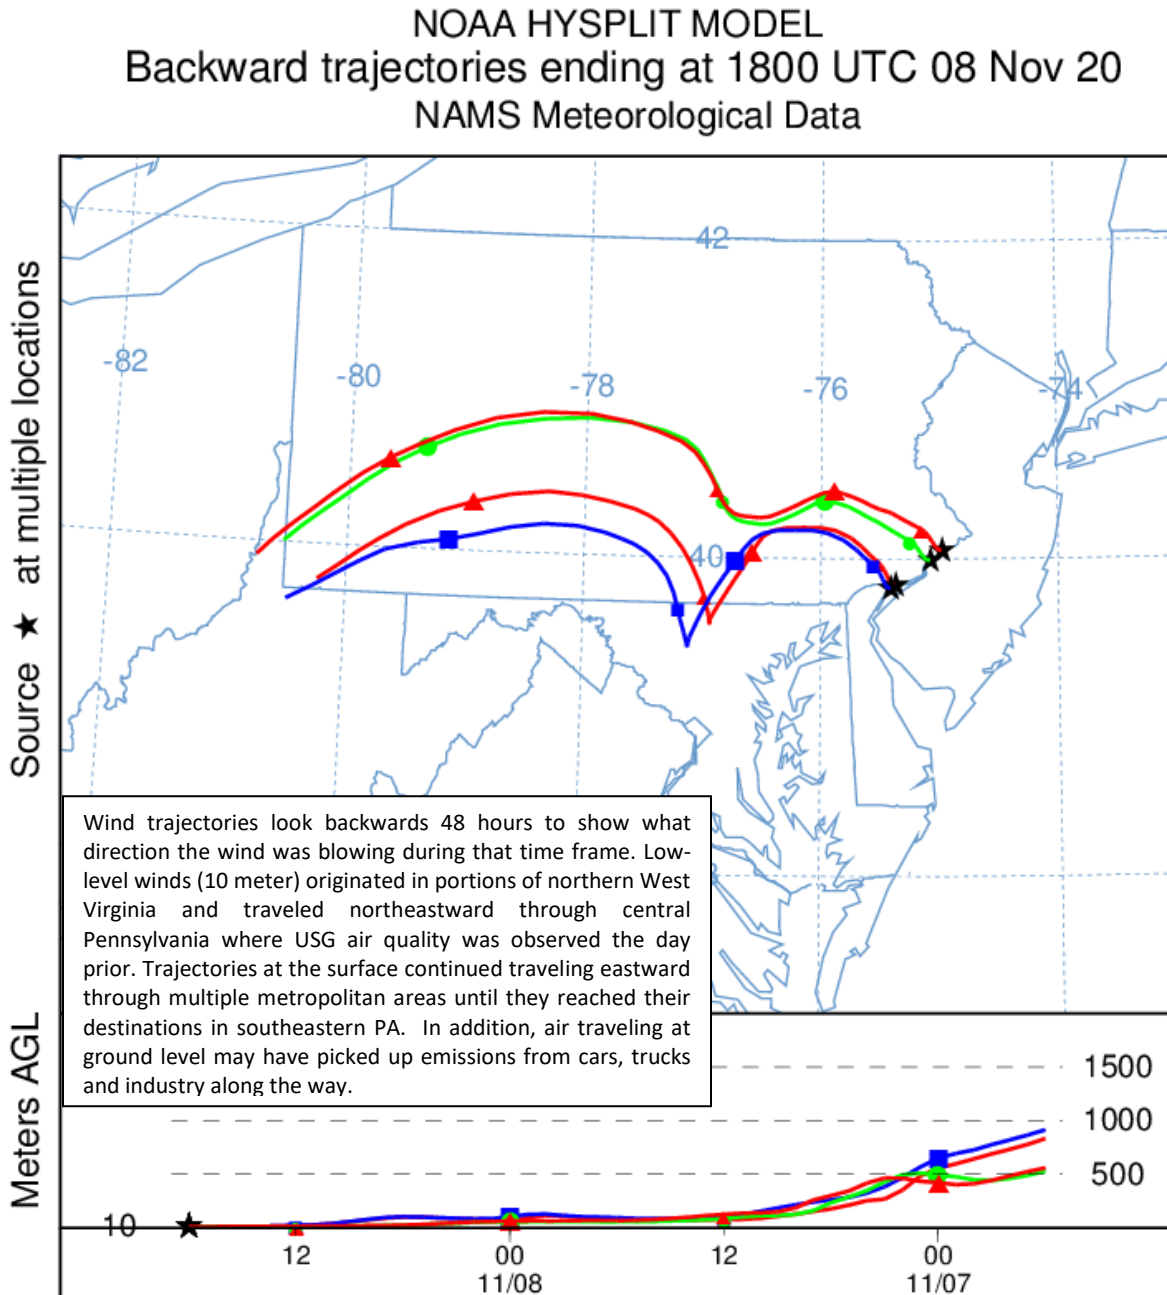 NOAA HYSPLIT MODEL
Backward trajectories ending at 1800 UTC 08 Nov 20
NAMS Meteorological Data
Source ★ at multiple locations
42
-82
-80
-78
-76
-74
40
Wind trajectories look backwards 48 hours to show what
direction the wind was blowing during that time frame. Low-
level winds (10 meter) originated in portions of northern West
Virginia and traveled northeastward through central
Pennsylvania where USG air quality was observed the day
prior. Trajectories at the surface continued traveling eastward
through multiple metropolitan areas until they reached their
destinations in southeastern PA. In addition, air traveling at
ground level may have picked up emissions from cars, trucks
and industry along the way.
Meters AGL
1500
1000
500
10
12 00 12 00
11/08 11/07